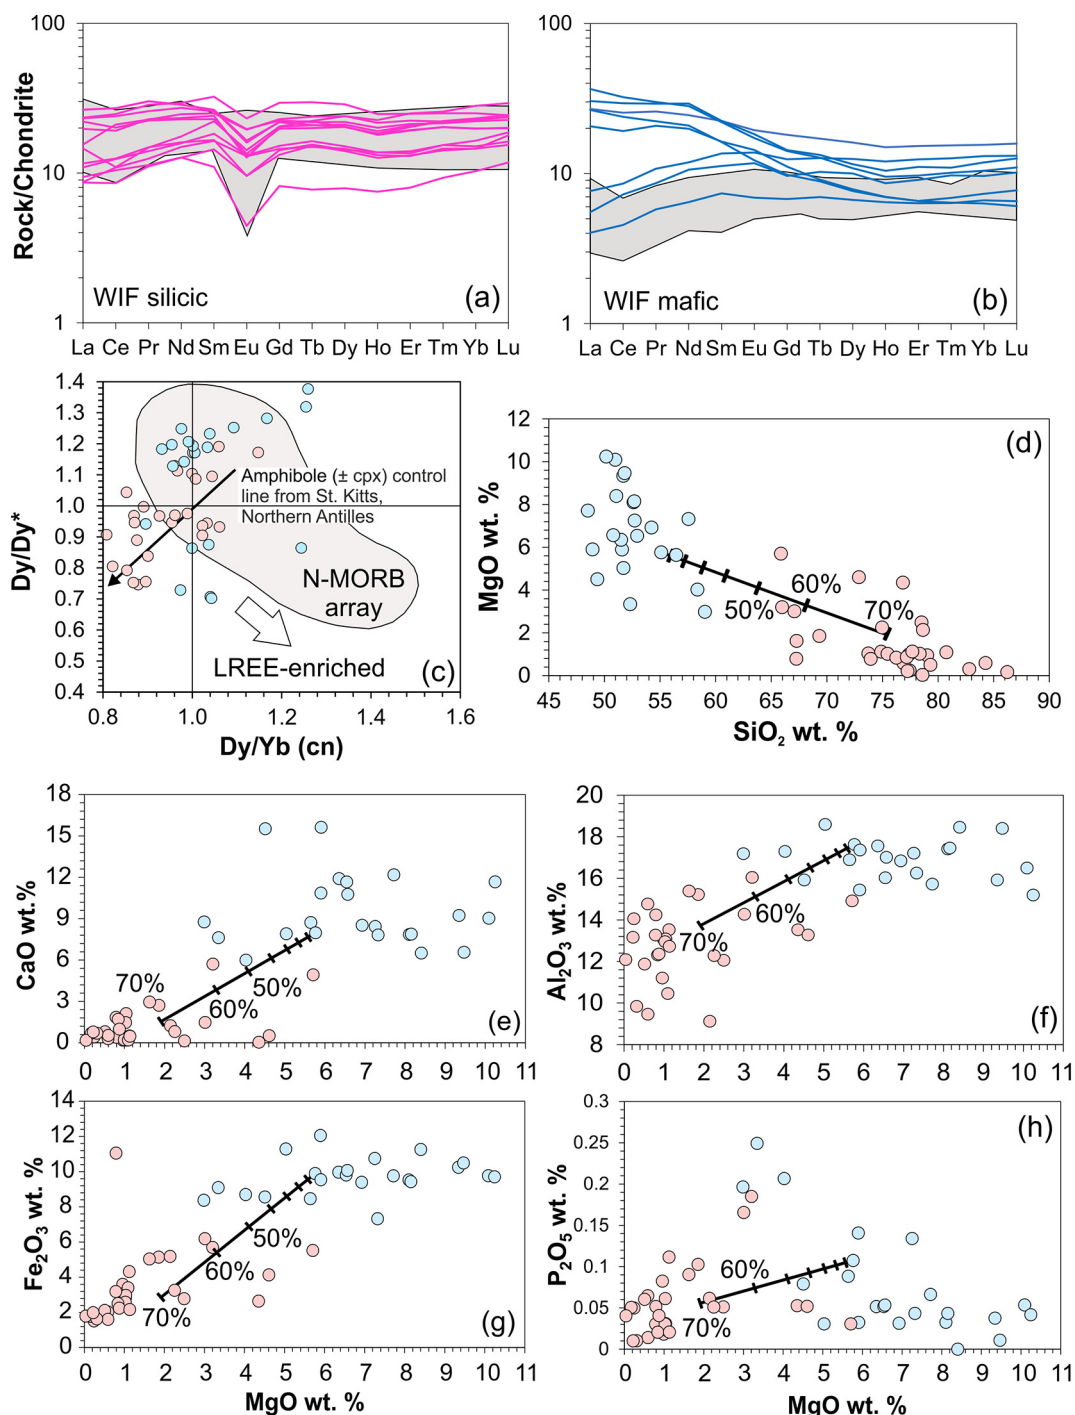 100
10
1
Rock/Chondrite
WIF silicic
(a)
La Ce Pr Nd Sm Eu Gd Tb Dy Ho Er Tm Yb Lu
100
10
1
WIF mafic
(b)
La Ce Pr Nd Sm Eu Gd Tb Dy Ho Er Tm Yb Lu
1.4
1.3
1.2
1.1
1.0
0.9
0.8
0.7
0.6
0.5
0.4
Dy/Dy*
Amphibole (± cpx) control
line from St. Kitts,
Northern Antilles
N-MORB
array
LREE-enriched
(c)
0.8 1.0 1.2 1.4 1.6
Dy/Yb (cn)
12
10
8
6
4
2
0
MgO wt. %
(d)
50%
60%
70%
45 50 55 60 65 70 75 80 85 90
SiO₂ wt. %
18
15
12
9
6
3
0
CaO wt.%
70%
60%
50%
(e)
0 1 2 3 4 5 6 7 8 9 10 11
20
18
16
14
12
10
8
Al₂O₃ wt.%
70%
60%
(f)
0 1 2 3 4 5 6 7 8 9 10 11
14
12
10
8
6
4
2
0
Fe₂O₃ wt. %
70%
60%
50%
(g)
0 1 2 3 4 5 6 7 8 9 10 11
MgO wt. %
0.3
0.25
0.2
0.15
0.1
0.05
0
P₂O₅ wt. %
60%
70%
(h)
0 1 2 3 4 5 6 7 8 9 10 11
MgO wt. %